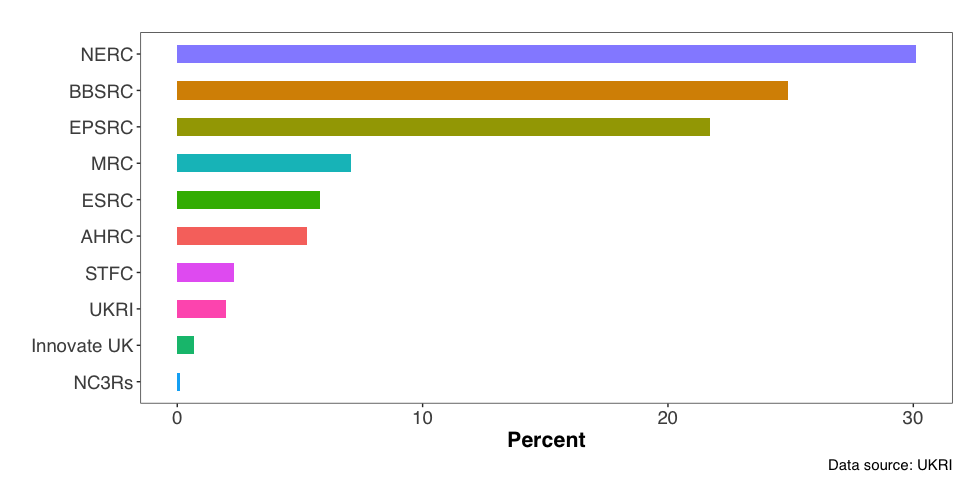 NERC
BBSRC
EPSRC
MRC
ESRC
AHRC
STFC
UKRI
Innovate UK
NC3Rs
0 10 20 30
Percent
Data source: UKRI